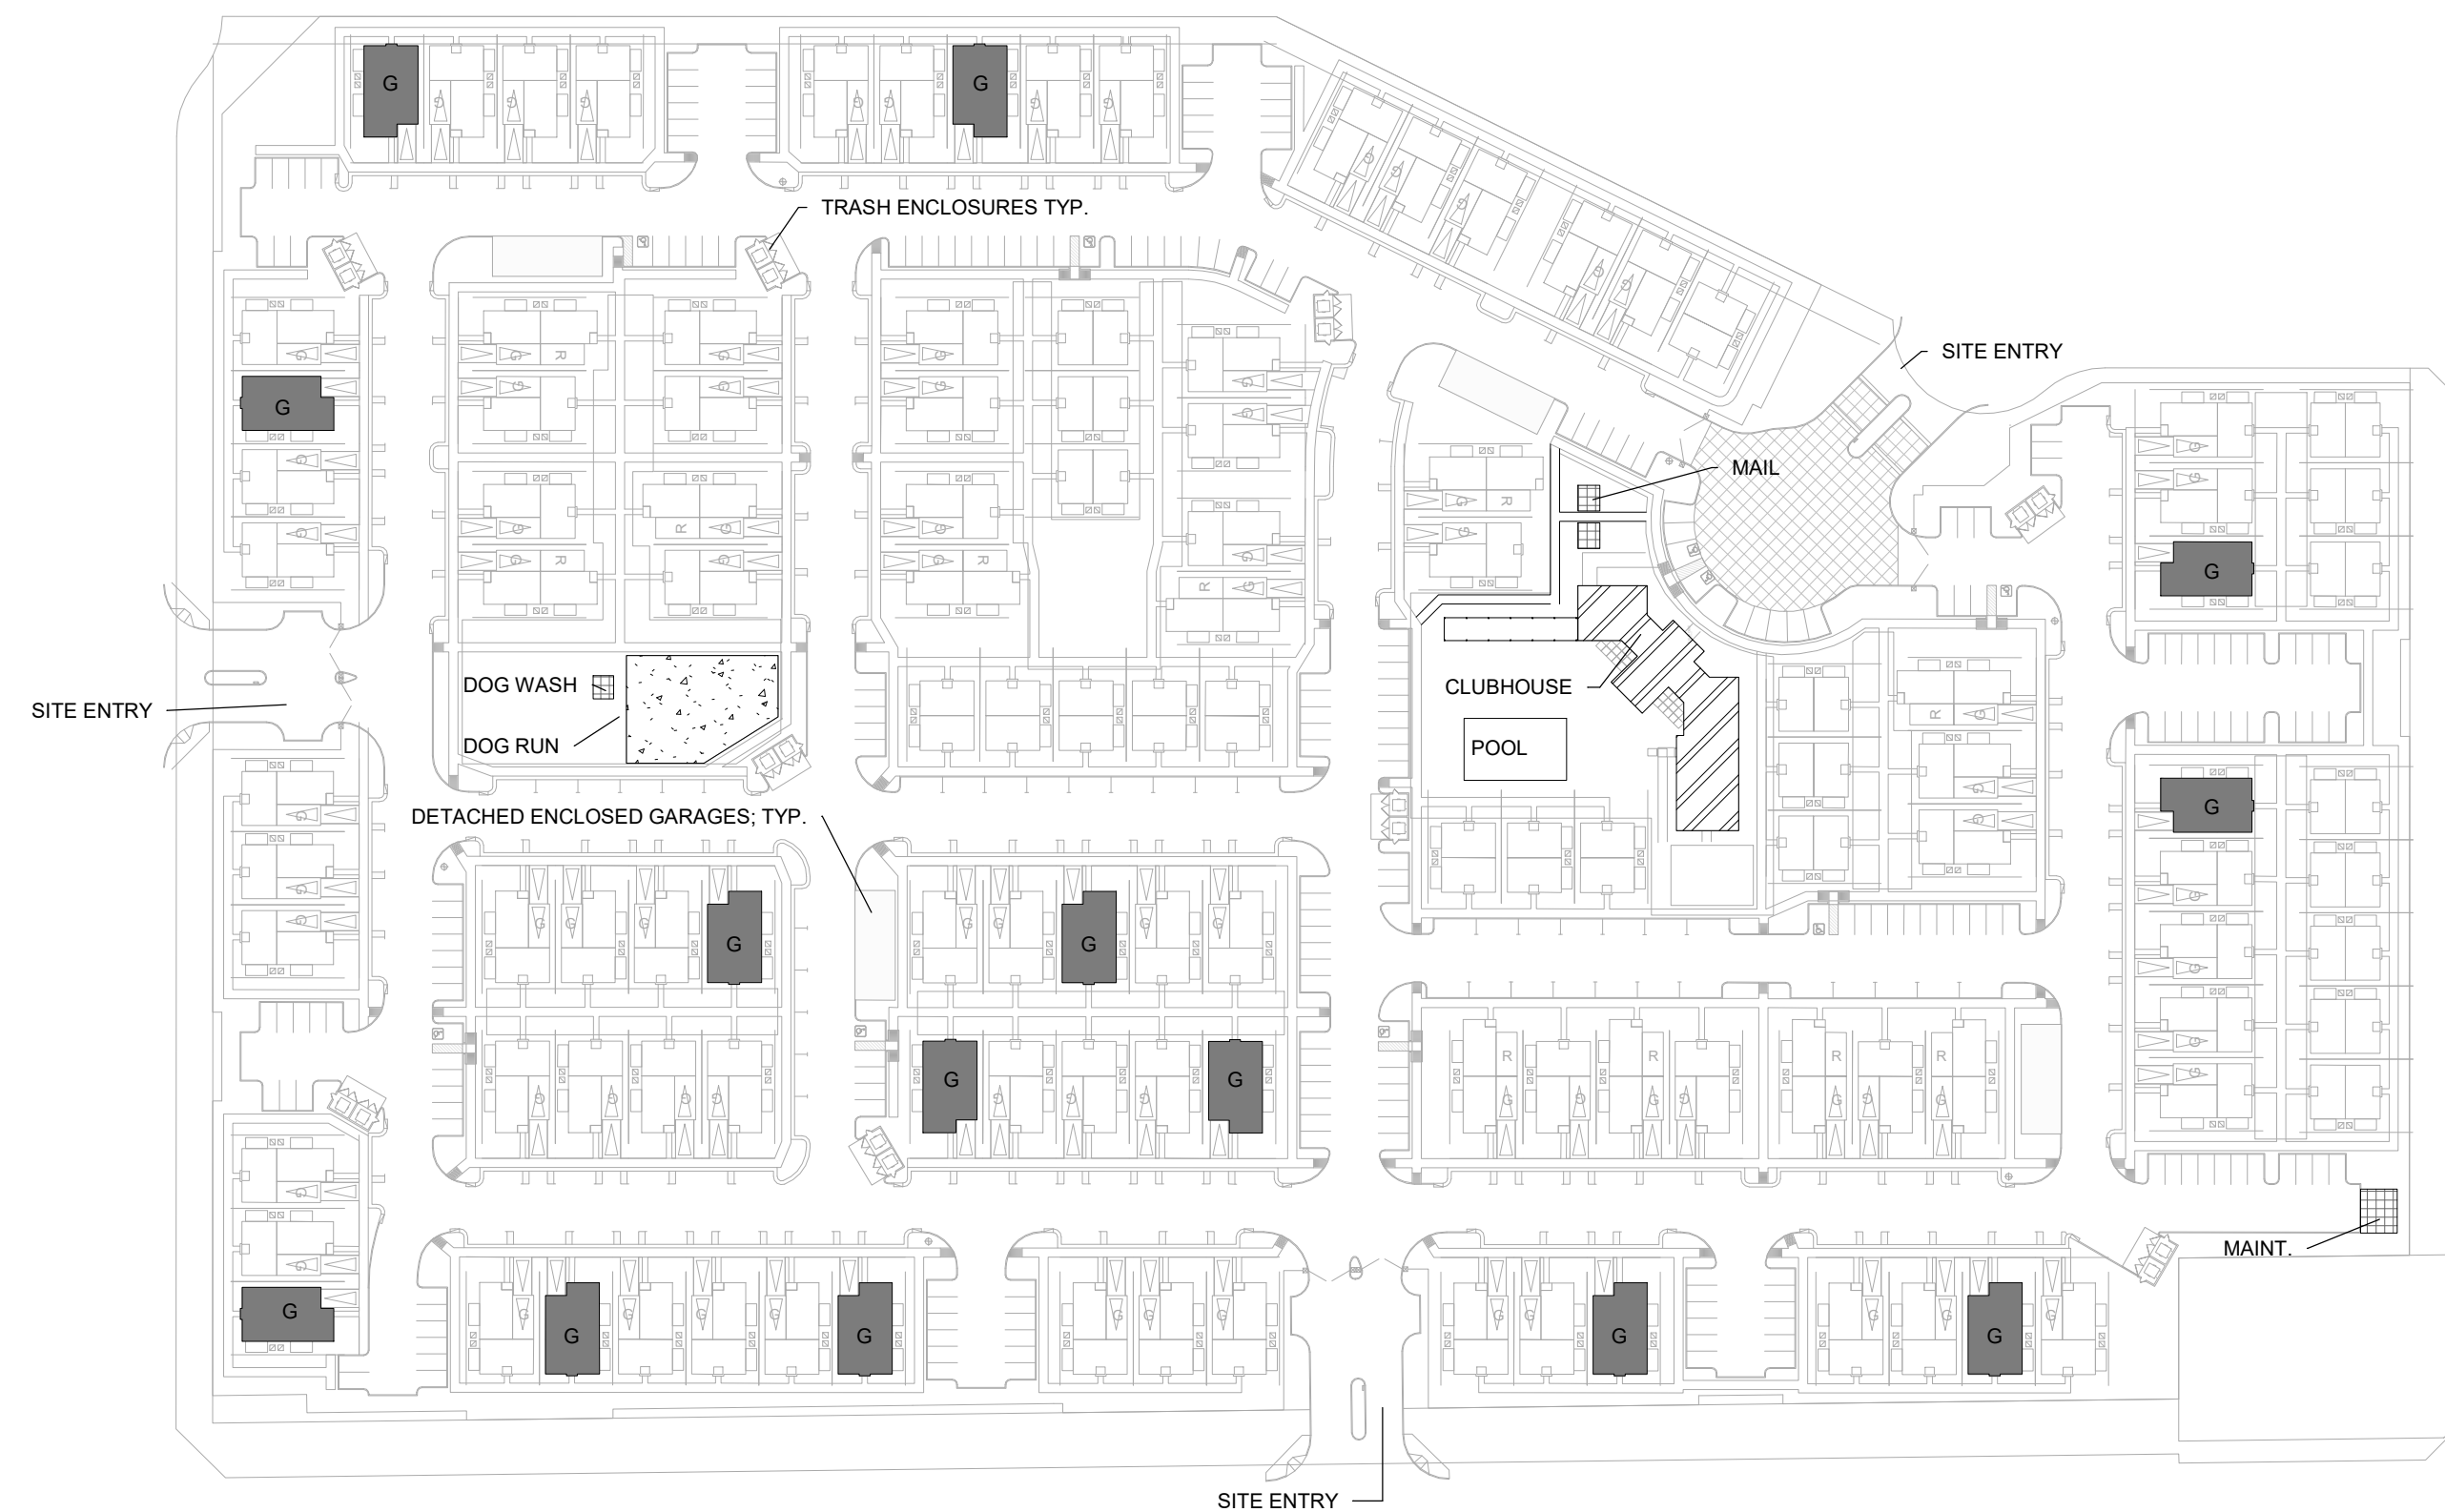 G
G
TRASH ENCLOSURES TYP.
SITE ENTRY
G
MAIL
G
DOG WASH
CLUBHOUSE
SITE ENTRY
DOG RUN
POOL
G
DETACHED ENCLOSED GARAGES; TYP.
G
G
G
G
MAINT.
G
G
G
G
G
SITE ENTRY